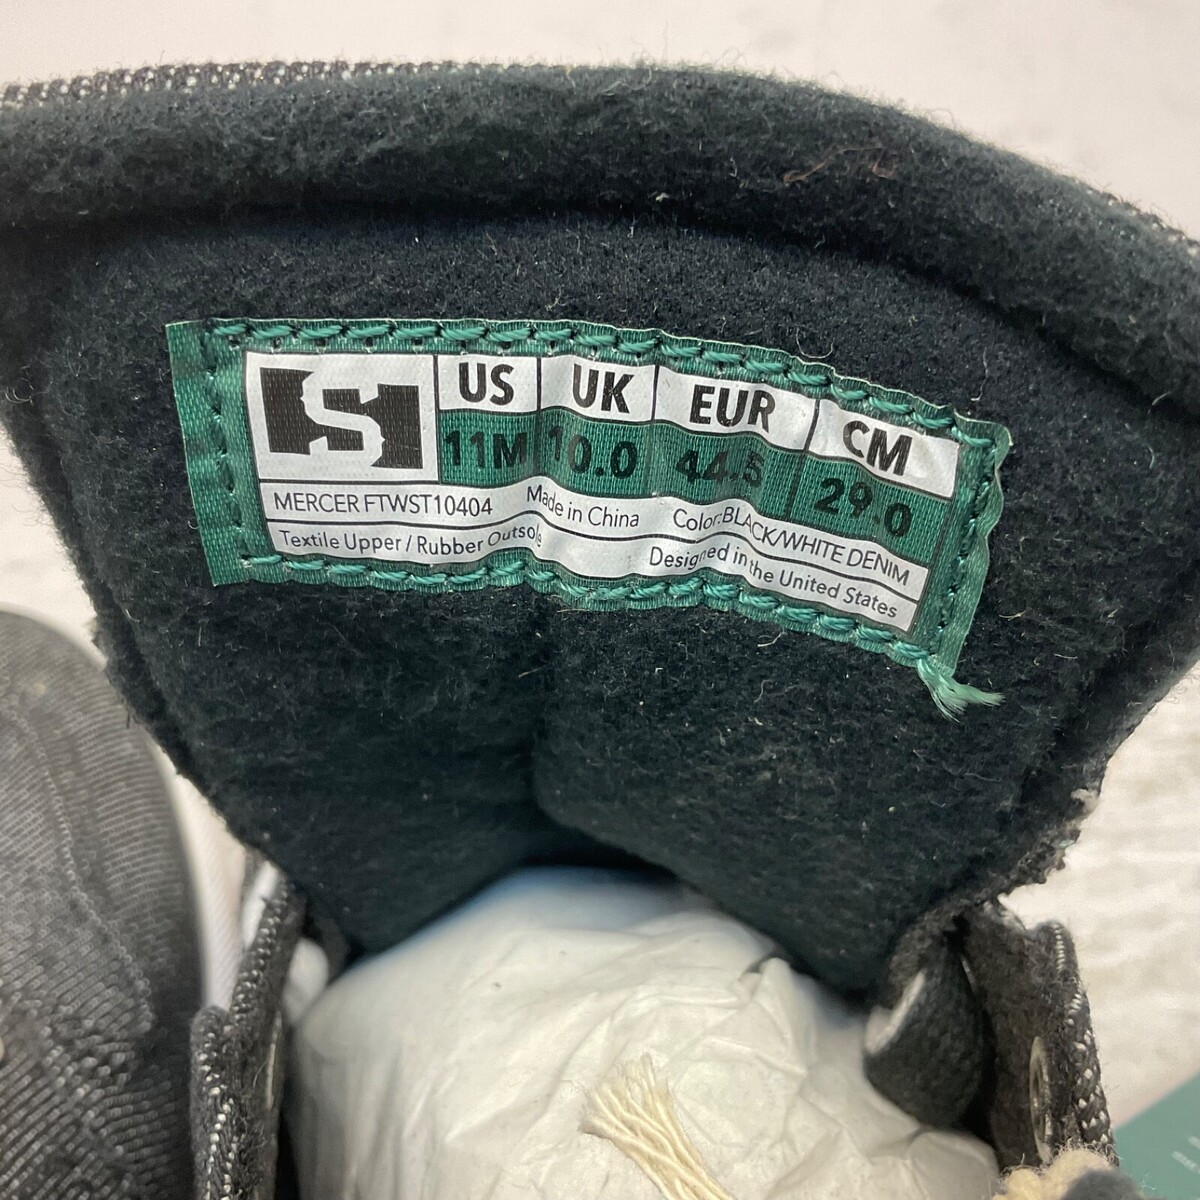 S
US UK EUR CM
11M 10.0 44.5 29.0
MERCER FTWST10404 Made in China Color:BLACK/WHITE DENIM
Textile Upper / Rubber Outsole Designed in the United States